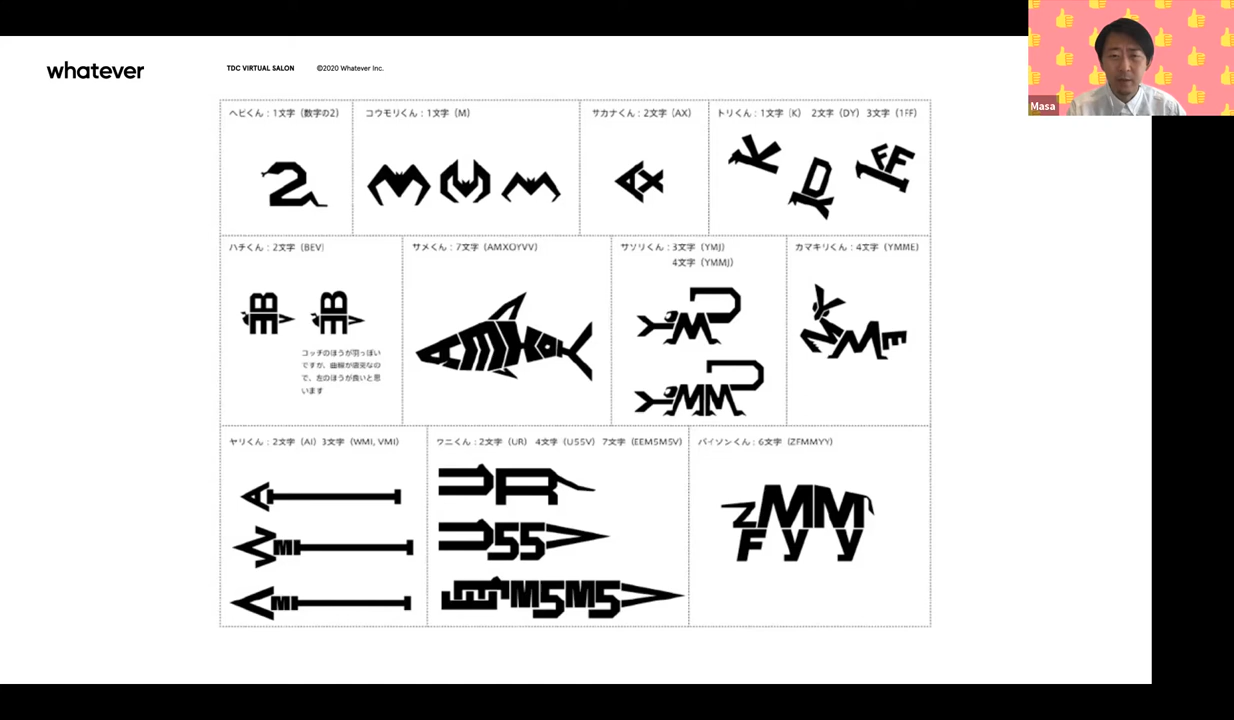 whatever
TDC VIRTUAL SALON ©2020 Whatever Inc.
Masa
ヘビくん：1文字（数字の2）
コウモリくん：1文字（M）
サカナくん：2文字（AX）
トリくん：1文字（K） 2文字（DY） 3文字（1FF）
ハチくん：2文字（BEV）
コッチのほうが羽っぽい
ですが、曲線が唐突なの
で、左のほうが良いと思
います
サメくん：7文字（AMXOYVV）
サソリくん：3文字（YMJ）
4文字（YMMJ）
カマキリくん：4文字（YMME）
ヤリくん：2文字（AI）3文字（WMI, VMI）
ワニくん：2文字（UR） 4文字（U55V） 7文字（EEM5M5V）
バイソンくん：6文字（ZFMMYY）